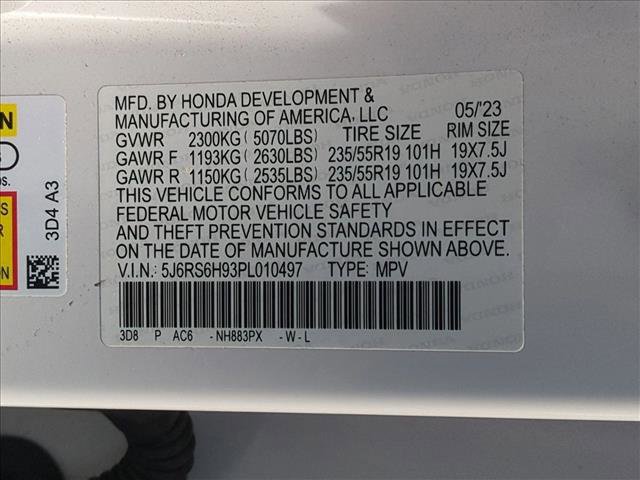 N
os.
S
R
ION
3D4 A3
MFD. BY HONDA DEVELOPMENT &
MANUFACTURING OF AMERICA, LLC 05/'23
GVWR 2300KG ( 5070LBS) TIRE SIZE RIM SIZE
GAWR F 1193KG ( 2630LBS) 235/55R19 101H 19X7.5J
GAWR R 1150KG ( 2535LBS) 235/55R19 101H 19X7.5J
THIS VEHICLE CONFORMS TO ALL APPLICABLE
FEDERAL MOTOR VEHICLE SAFETY
AND THEFT PREVENTION STANDARDS IN EFFECT
ON THE DATE OF MANUFACTURE SHOWN ABOVE.
V.I.N.: 5J6RS6H93PL010497 TYPE: MPV
3D8 P AC6 - NH883PX - W - L